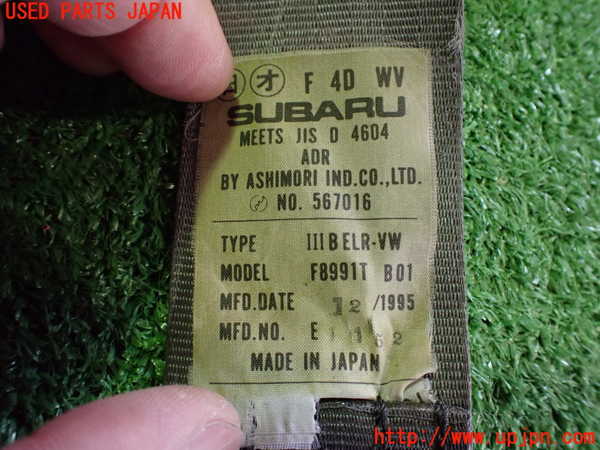 USED PARTS JAPAN
オ F 4D WV
SUBARU
MEETS JIS D 4604
ADR
BY ASHIMORI IND.CO.,LTD.
NO. 567016
TYPE III B ELR-VW
MODEL F8991T B01
MFD.DATE 12/1995
MFD.NO. E
MADE IN JAPAN
http://www.upjpn.com/